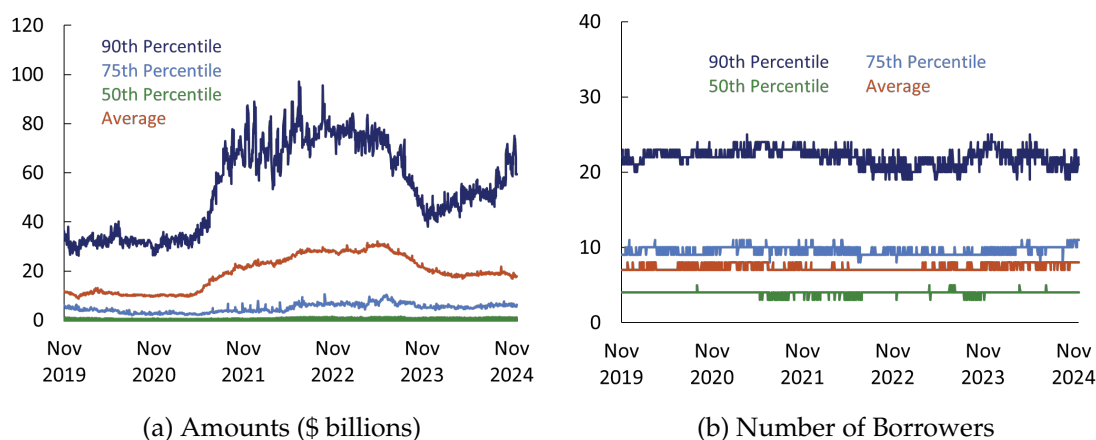 120
100
80
60
40
20
0
90th Percentile
75th Percentile
50th Percentile
Average
Nov Nov Nov Nov Nov Nov
2019 2020 2021 2022 2023 2024
(a) Amounts ($ billions)
40
30
20
10
0
90th Percentile 75th Percentile
50th Percentile Average
Nov Nov Nov Nov Nov Nov
2019 2020 2021 2022 2023 2024
(b) Number of Borrowers